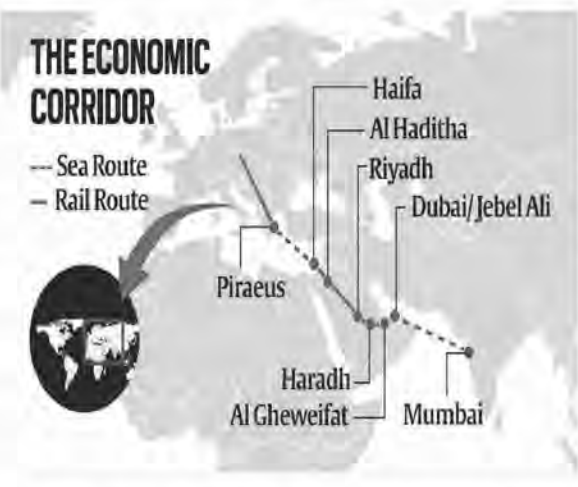 THE ECONOMIC
CORRIDOR
--- Sea Route
— Rail Route
Haifa
Al Haditha
Riyadh
Dubai/ Jebel Ali
Piraeus
Haradh
Al Gheweifat
Mumbai